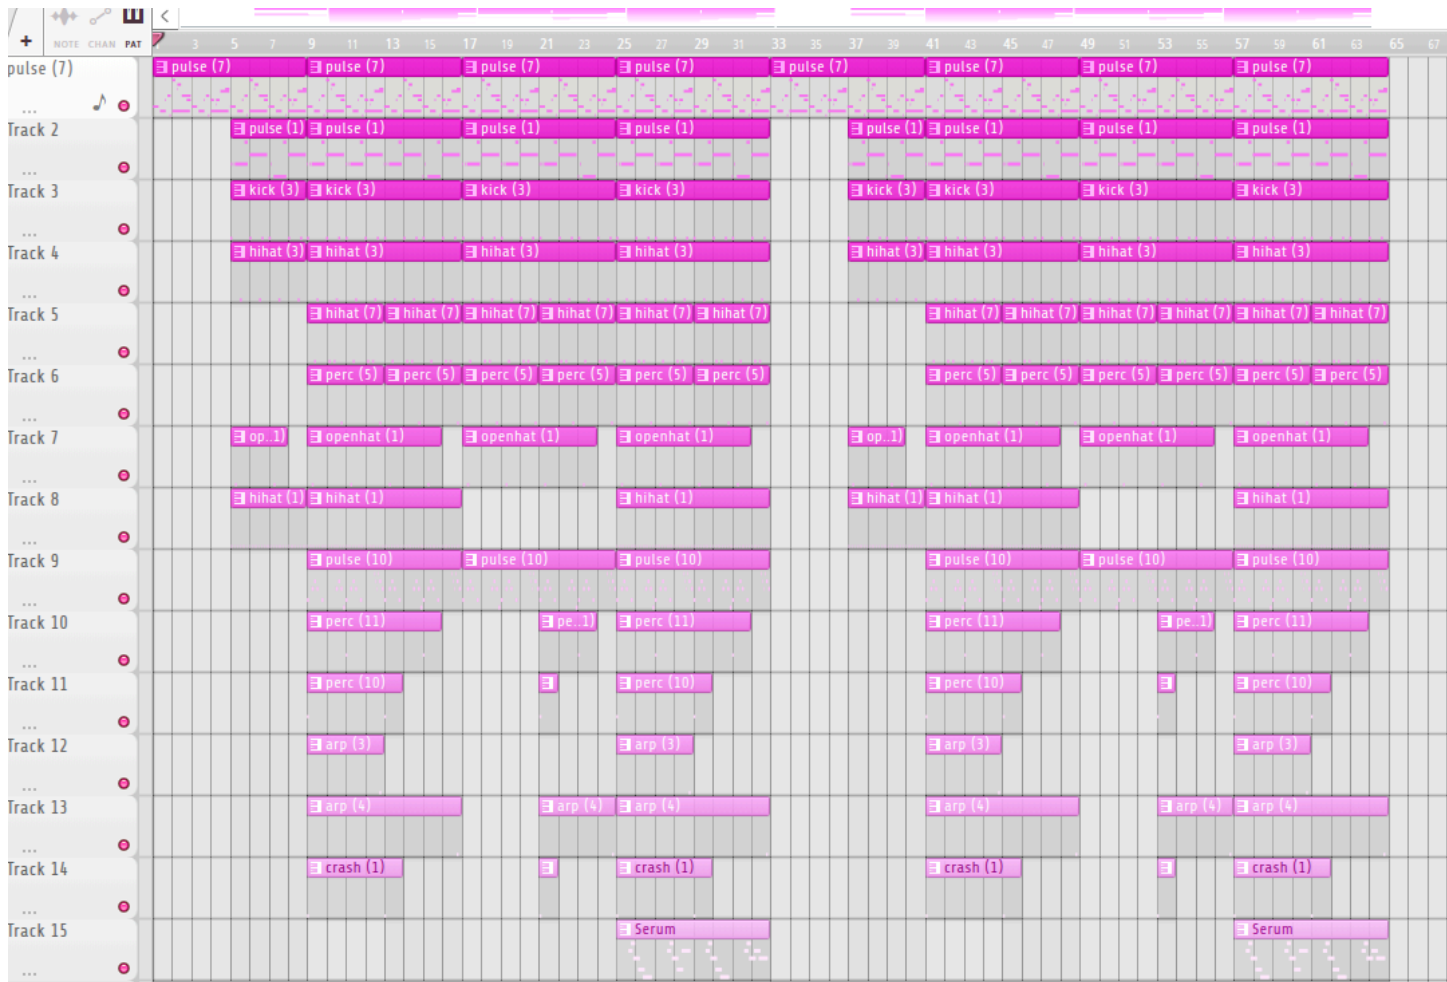 + NOTE CHAN PAT
3 5 7 9 11 13 15 17 19 21 23 25 27 29 31 33 35 37 39 41 43 45 47 49 51 53 55 57 59 61 63 65 67
pulse (7) pulse (7) pulse (7) pulse (7) pulse (7) pulse (7) pulse (7) pulse (7) pulse (7)
...
Track 2 pulse (1) pulse (1) pulse (1) pulse (1) pulse (1) pulse (1) pulse (1) pulse (1)
...
Track 3 kick (3) kick (3) kick (3) kick (3) kick (3) kick (3) kick (3) kick (3)
...
Track 4 hihat (3) hihat (3) hihat (3) hihat (3) hihat (3) hihat (3) hihat (3) hihat (3)
...
Track 5 hihat (7) hihat (7) hihat (7) hihat (7) hihat (7) hihat (7) hihat (7) hihat (7) hihat (7) hihat (7) hihat (7) hihat (7)
...
Track 6 perc (5) perc (5) perc (5) perc (5) perc (5) perc (5) perc (5) perc (5) perc (5) perc (5) perc (5) perc (5)
...
Track 7 op..1) openhat (1) openhat (1) openhat (1) op..1) openhat (1) openhat (1) openhat (1)
...
Track 8 hihat (1) hihat (1) hihat (1) hihat (1) hihat (1) hihat (1)
...
Track 9 pulse (10) pulse (10) pulse (10) pulse (10) pulse (10) pulse (10)
...
Track 10 perc (11) pe..1) perc (11) perc (11) pe..1) perc (11)
...
Track 11 perc (10) perc (10) perc (10) perc (10)
...
Track 12 arp (3) arp (3) arp (3) arp (3)
...
Track 13 arp (4) arp (4) arp (4) arp (4) arp (4) arp (4)
...
Track 14 crash (1) crash (1) crash (1) crash (1)
...
Track 15 Serum Serum
...